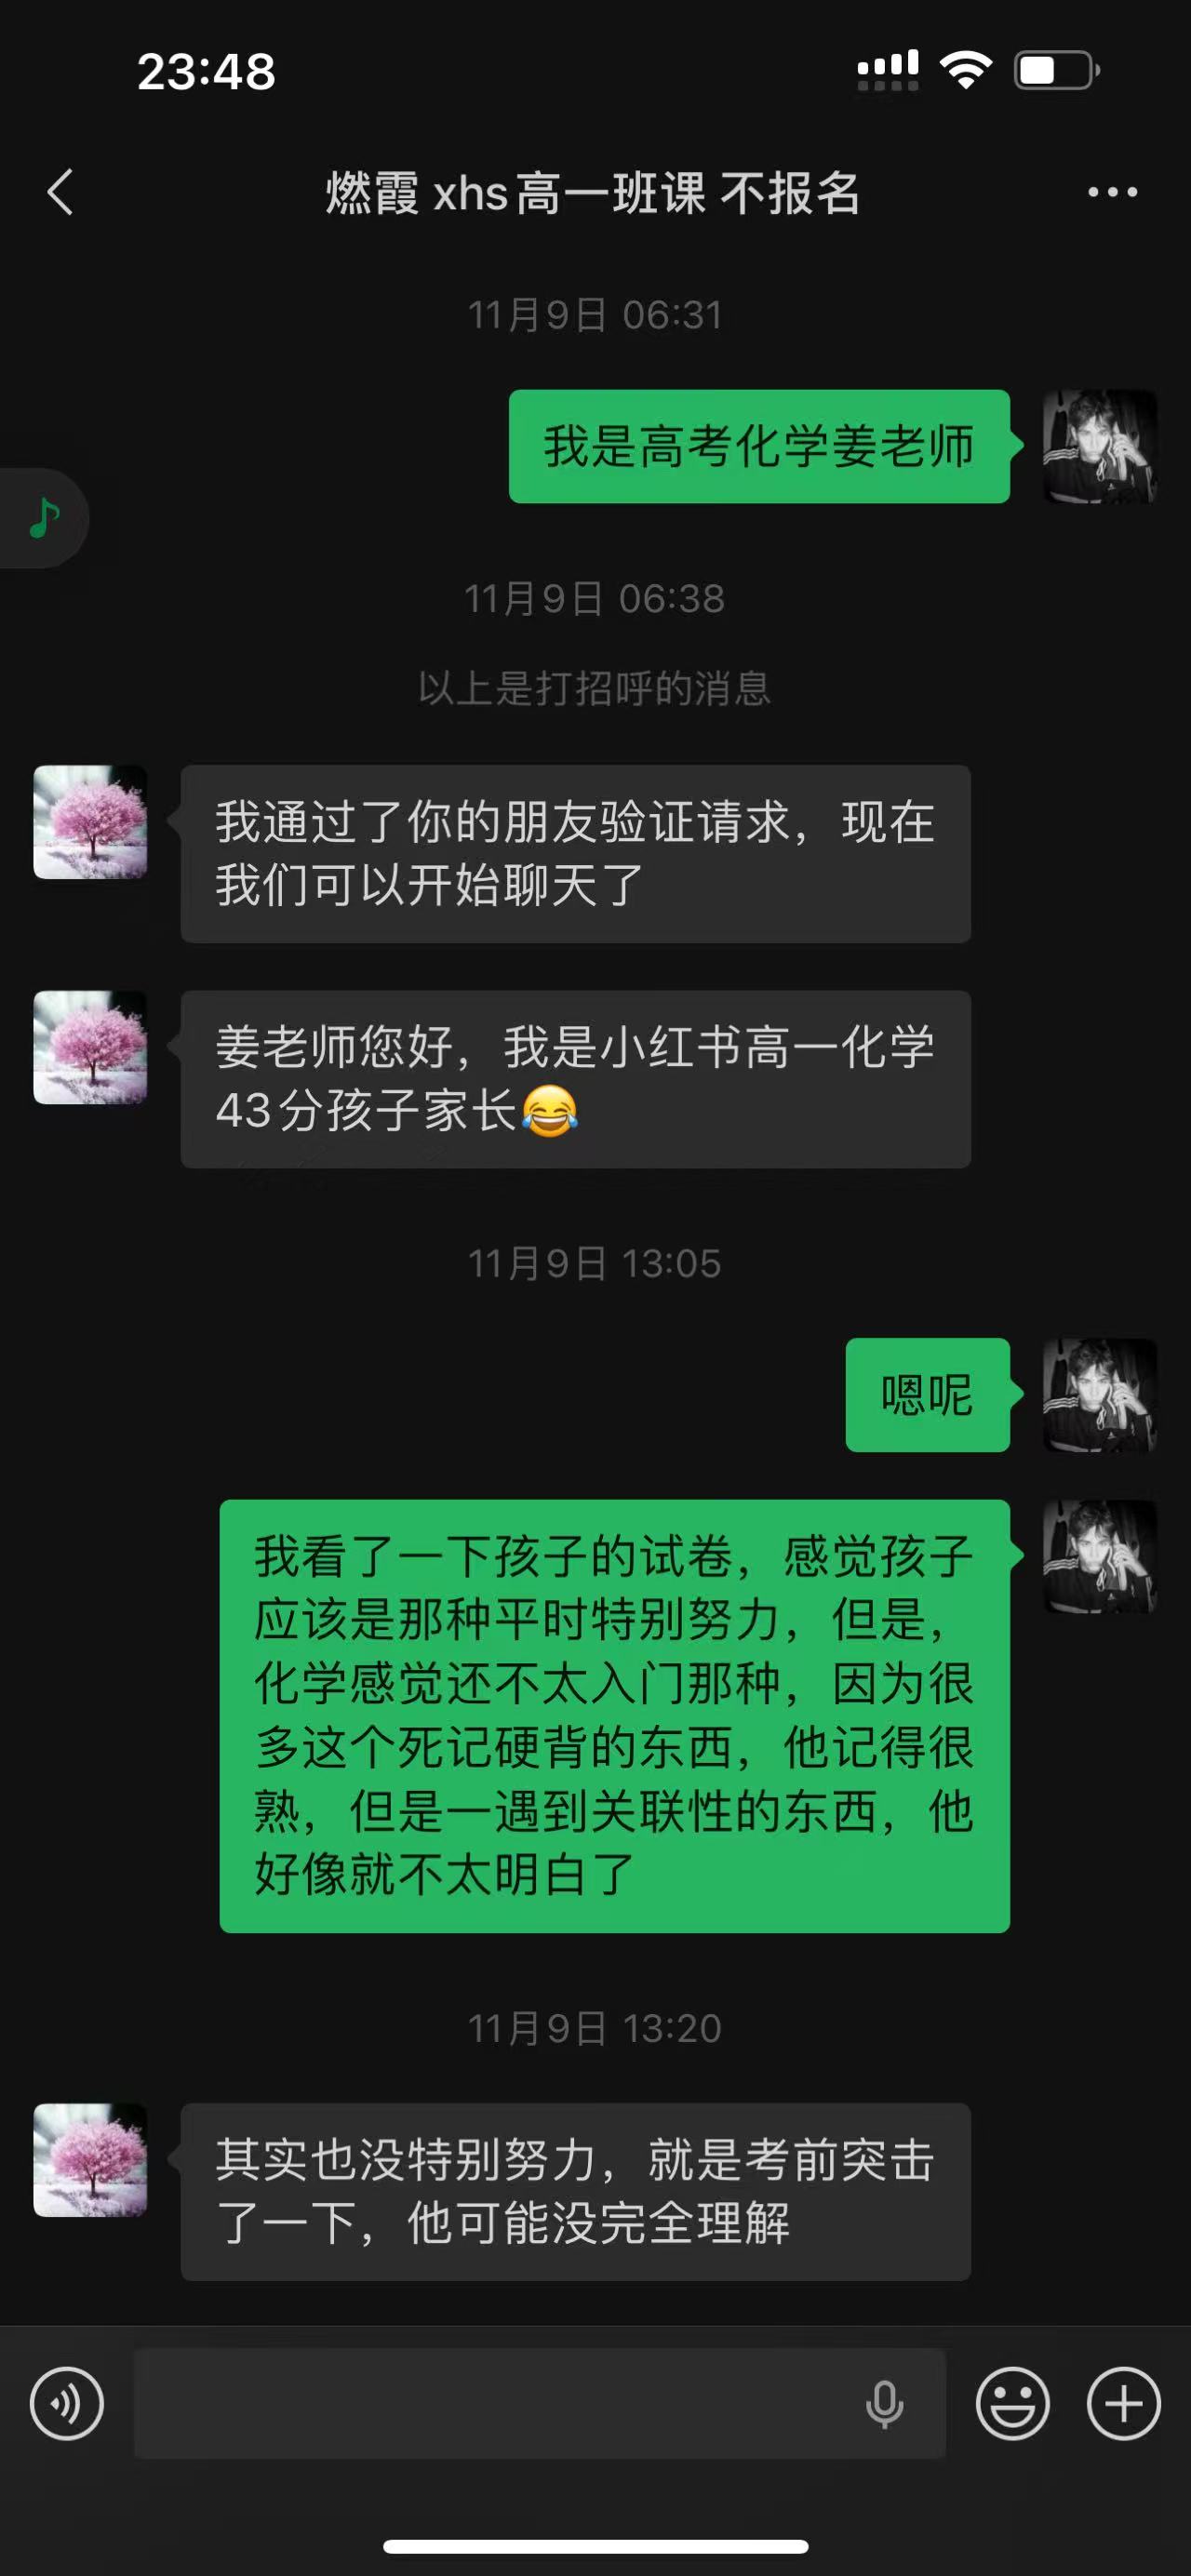 23:48
燃霞 xhs高一班课 不报名
11月9日 06:31
我是高考化学姜老师
11月9日 06:38
以上是打招呼的消息
我通过了你的朋友验证请求，现在
我们可以开始聊天了
姜老师您好，我是小红书高一化学
43分孩子家长😂
11月9日 13:05
嗯呢
我看了一下孩子的试卷，感觉孩子
应该是那种平时特别努力，但是，
化学感觉还不太入门那种，因为很
多这个死记硬背的东西，他记得很
熟，但是一遇到关联性的东西，他
好像就不太明白了
11月9日 13:20
其实也没特别努力，就是考前突击
了一下，他可能没完全理解